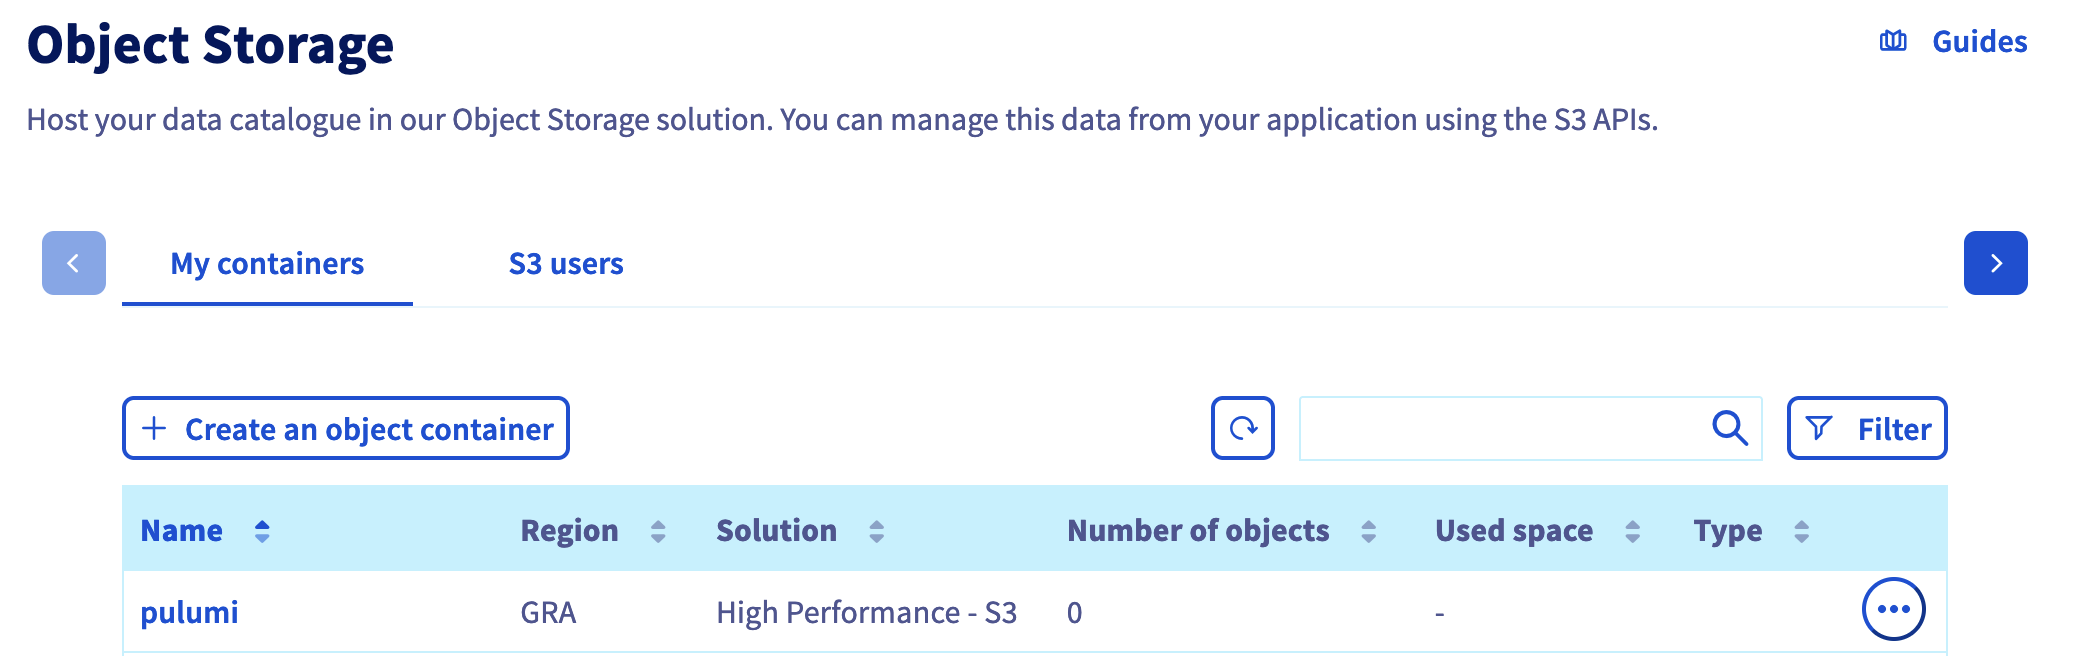 Object Storage
Guides
Host your data catalogue in our Object Storage solution. You can manage this data from your application using the S3 APIs.
My containers S3 users
Create an object container Filter
Name Region Solution Number of objects Used space Type
pulumi GRA High Performance - S3 0 -